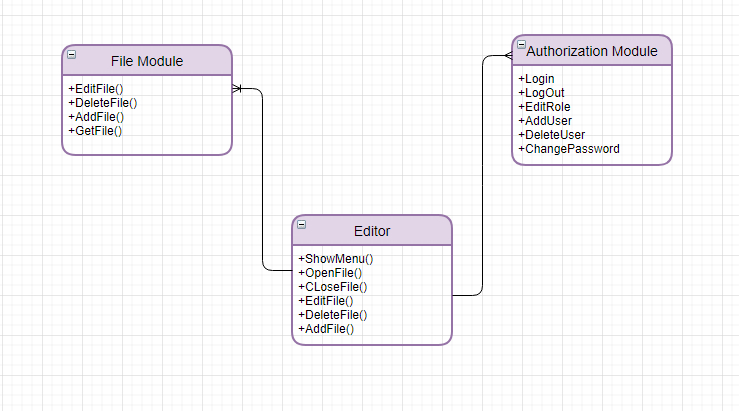 File Module
+EditFile()
+DeleteFile()
+AddFile()
+GetFile()
Authorization Module
+Login
+LogOut
+EditRole
+AddUser
+DeleteUser
+ChangePassword
Editor
+ShowMenu()
+OpenFile()
+CLoseFile()
+EditFile()
+DeleteFile()
+AddFile()